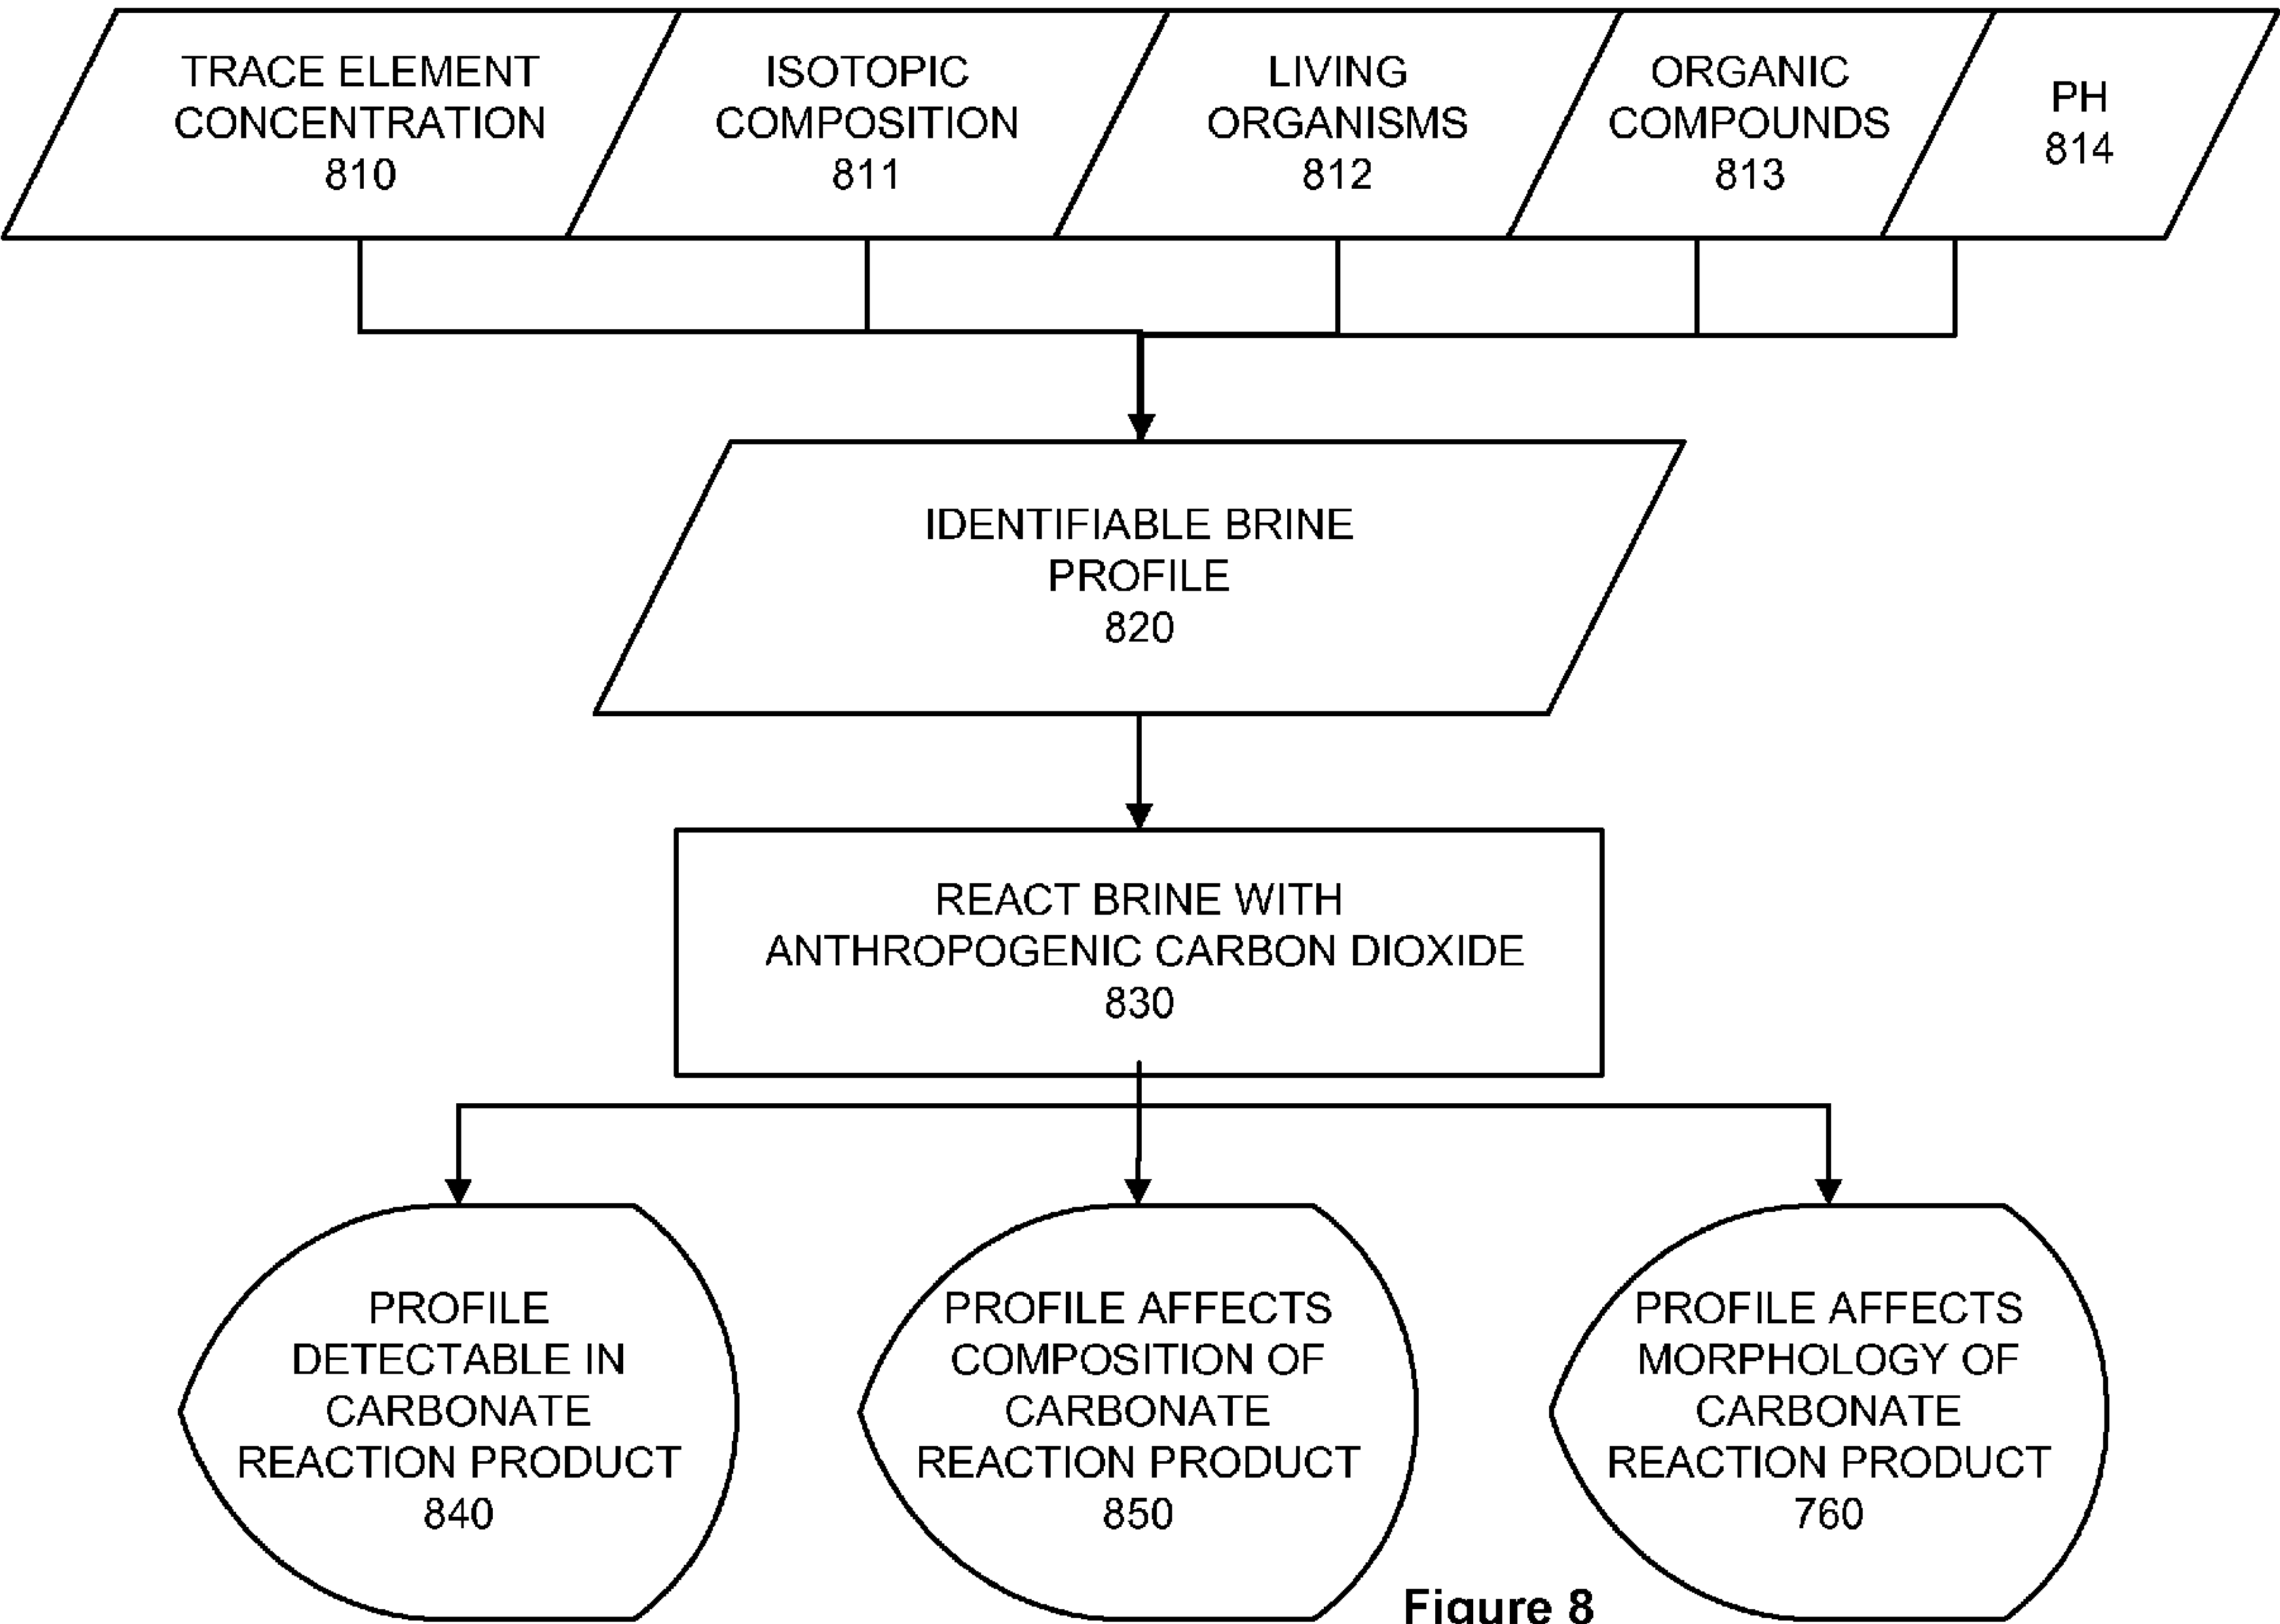 TRACE ELEMENT
CONCENTRATION
810
ISOTOPIC
COMPOSITION
811
LIVING
ORGANISMS
812
ORGANIC
COMPOUNDS
813
PH
814
IDENTIFIABLE BRINE
PROFILE
820
REACT BRINE WITH
ANTHROPOGENIC CARBON DIOXIDE
830
PROFILE
DETECTABLE IN
CARBONATE
REACTION PRODUCT
840
PROFILE AFFECTS
COMPOSITION OF
CARBONATE
REACTION PRODUCT
850
PROFILE AFFECTS
MORPHOLOGY OF
CARBONATE
REACTION PRODUCT
760
Figure 8